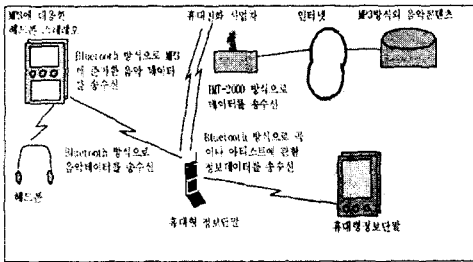 MP3에 대응한
헤드폰 스테레오
Bluetooth 방식으로 MP3
에 준거한 음악 데이터
를 송수신
휴대전화 사업자
인터넷
MP3방식의 음악콘텐츠
IMT-2000 방식으로
데이터를 송수신
Bluetooth 방식으로
음악데이터를 송수신
헤드폰
Bluetooth 방식으로 곡
이나 아티스트에 관한
정보데이터를 송수신
휴대형 정보단말
휴대형정보단말